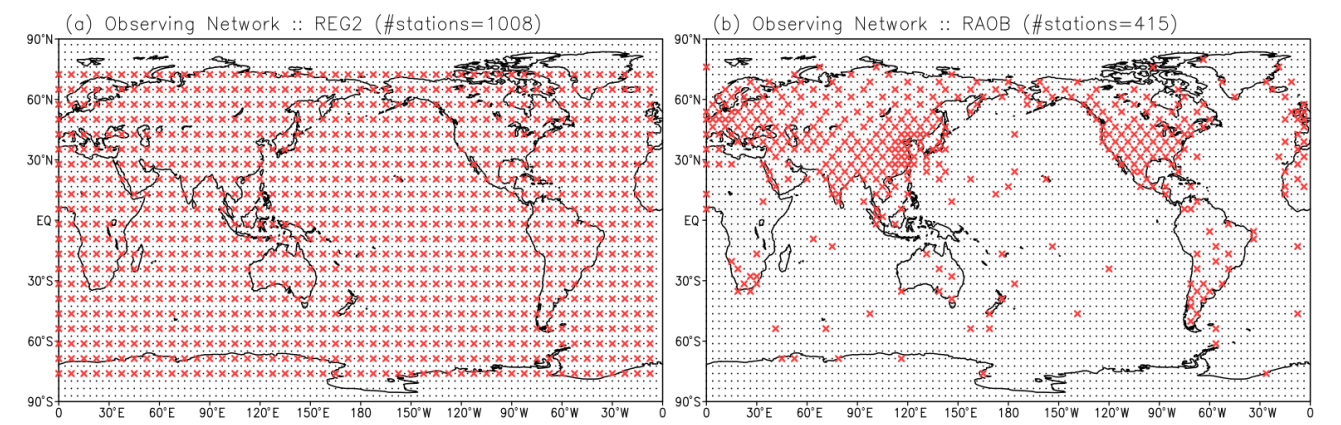 (a) Observing Network :: REG2 (#stations=1008)
90°N
60°N
30°N
EQ
30°S
60°S
90°S
0 30°E 60°E 90°E 120°E 150°E 180° 150°W 120°W 90°W 60°W 30°W 0
(b) Observing Network :: RAOB (#stations=415)
90°N
60°N
30°N
EQ
30°S
60°S
90°S
0 30°E 60°E 90°E 120°E 150°E 180° 150°W 120°W 90°W 60°W 30°W 0